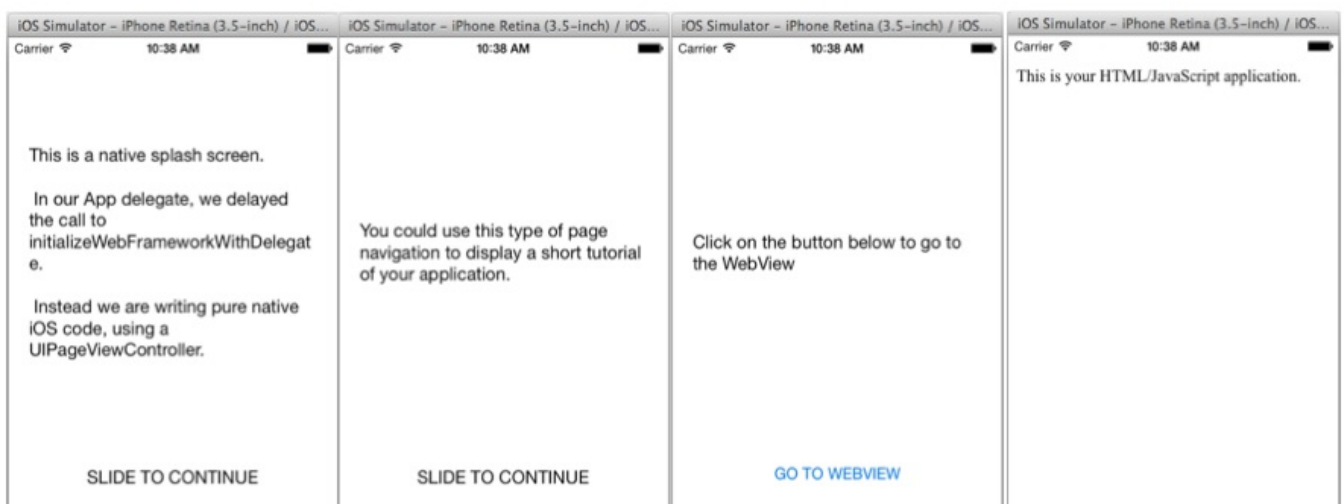 iOS Simulator – iPhone Retina (3.5-inch) / iOS...
Carrier
10:38 AM
This is a native splash screen.
In our App delegate, we delayed
the call to
initializeWebFrameworkWithDelegat
e.
Instead we are writing pure native
iOS code, using a
UIPageViewController.
SLIDE TO CONTINUE
iOS Simulator – iPhone Retina (3.5-inch) / iOS...
Carrier
10:38 AM
You could use this type of page
navigation to display a short tutorial
of your application.
SLIDE TO CONTINUE
iOS Simulator – iPhone Retina (3.5-inch) / iOS...
Carrier
10:38 AM
Click on the button below to go to
the WebView
GO TO WEBVIEW
iOS Simulator – iPhone Retina (3.5-inch) / iOS...
Carrier
10:38 AM
This is your HTML/JavaScript application.